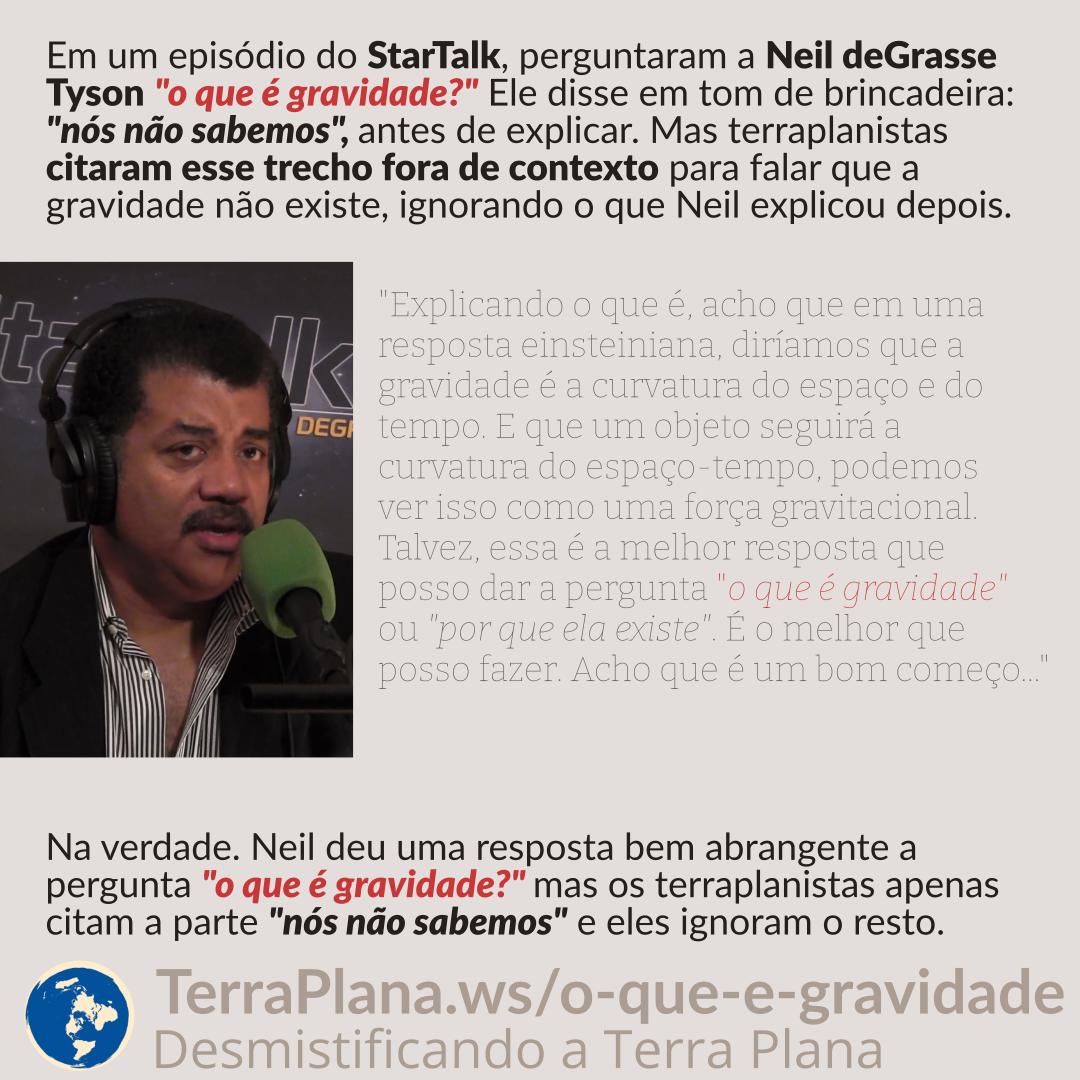 Em um episódio do StarTalk, perguntaram a Neil deGrasse
Tyson "o que é gravidade?" Ele disse em tom de brincadeira:
"nós não sabemos", antes de explicar. Mas terraplanistas
citaram esse trecho fora de contexto para falar que a
gravidade não existe, ignorando o que Neil explicou depois.
talk
DEGR
"Explicando o que é, acho que em uma
resposta einsteiniana, diríamos que a
gravidade é a curvatura do espaço e do
tempo. E que um objeto seguirá a
curvatura do espaço-tempo, podemos
ver isso como uma força gravitacional.
Talvez, essa é a melhor resposta que
posso dar a pergunta "o que é gravidade"
ou "por que ela existe". É o melhor que
posso fazer. Acho que é um bom começo..."
Na verdade. Neil deu uma resposta bem abrangente a
pergunta "o que é gravidade?" mas os terraplanistas apenas
citam a parte "nós não sabemos" e eles ignoram o resto.
TerraPlana.ws/o-que-e-gravidade
Desmistificando a Terra Plana